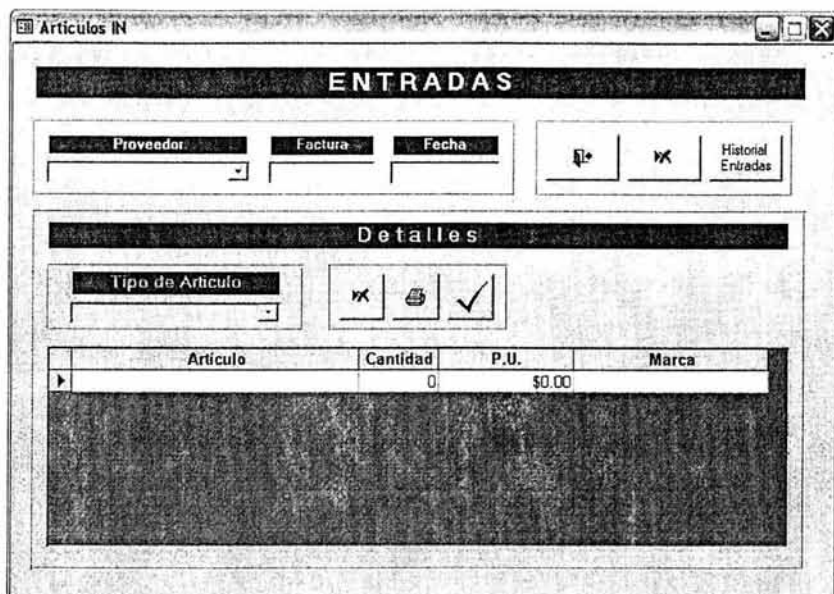 Articulos IN
ENTRADAS
Proveedor Factura Fecha
Historial
Entradas
Detalles
Tipo de Articulo
Artículo Cantidad P.U. Marca
0 $0.00